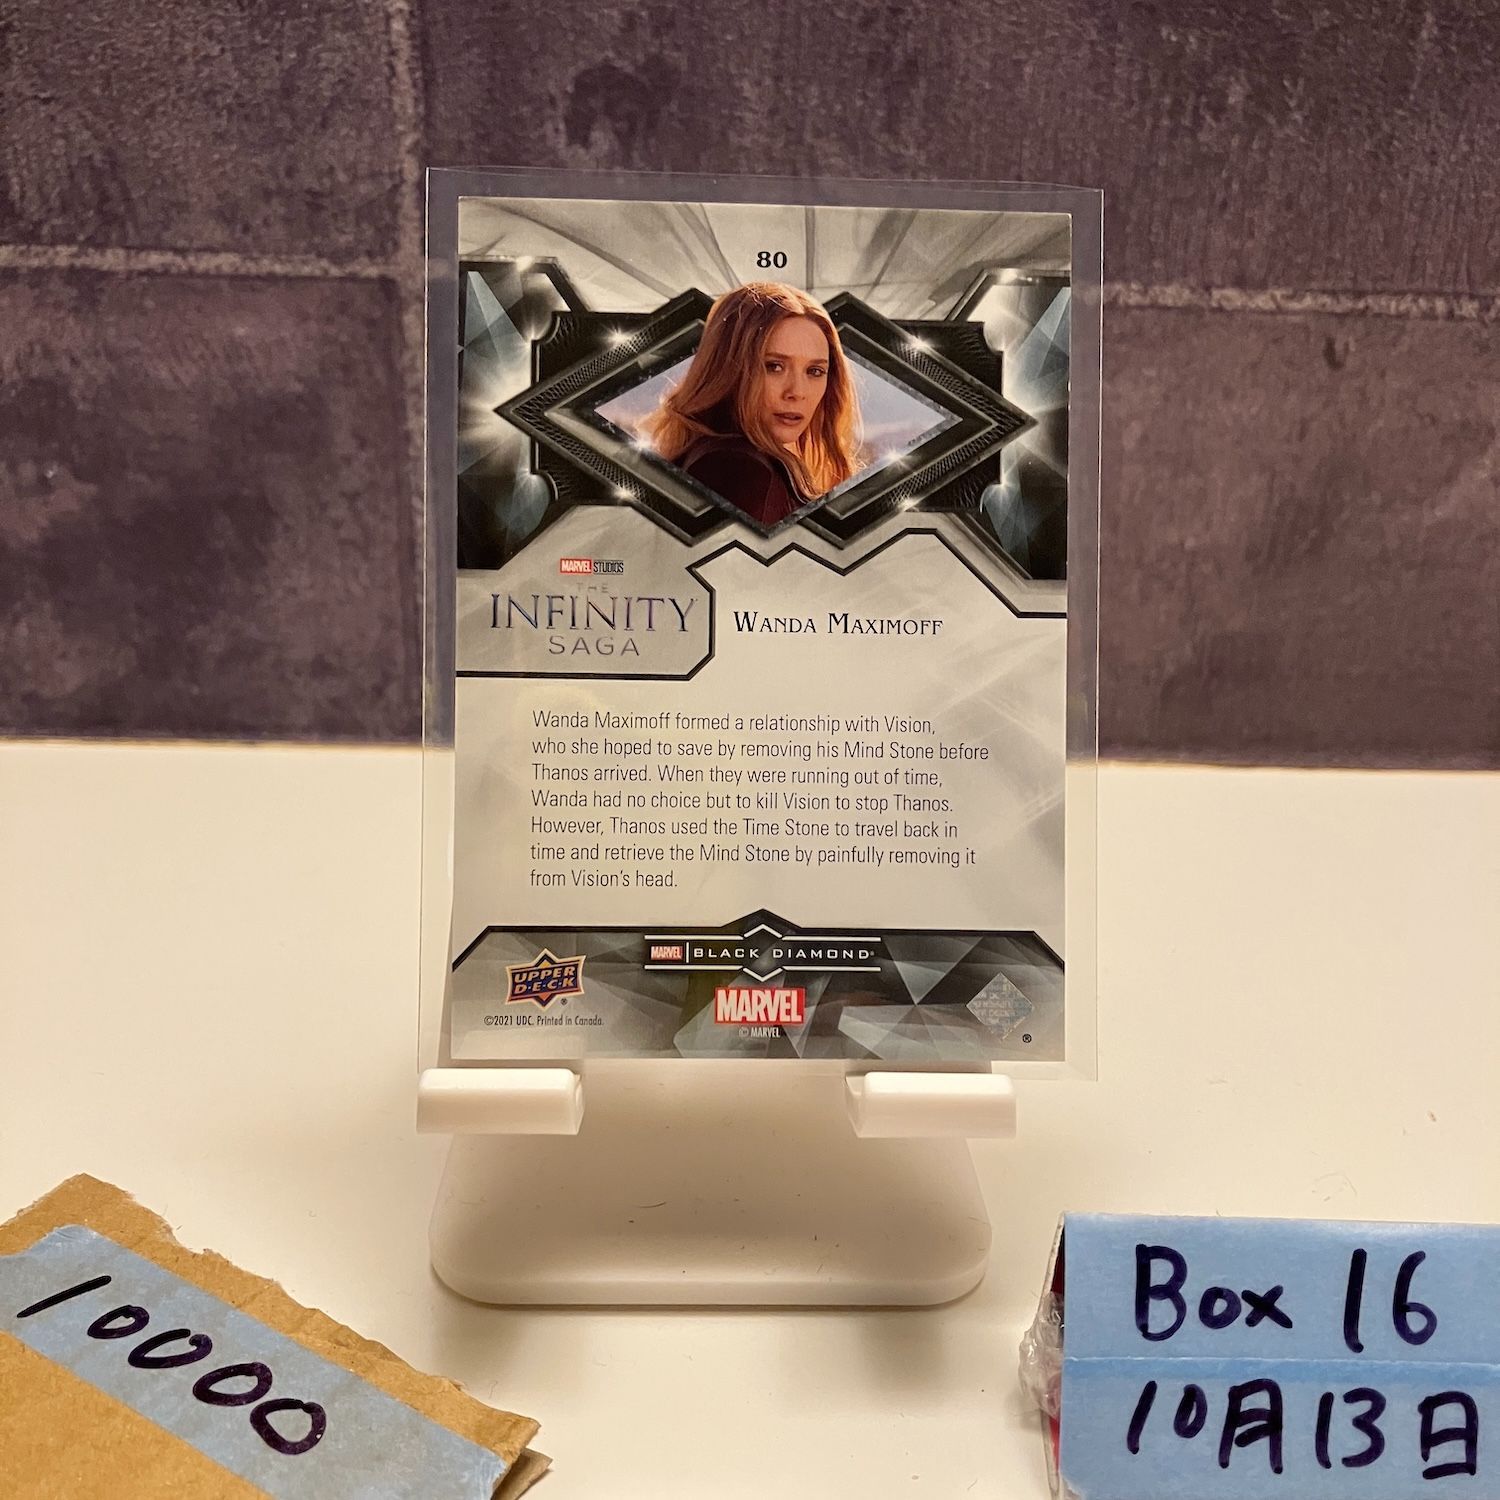 80
MARVEL STUDIOS
THE
INFINITY
SAGA
WANDA MAXIMOFF
Wanda Maximoff formed a relationship with Vision,
who she hoped to save by removing his Mind Stone before
Thanos arrived. When they were running out of time,
Wanda had no choice but to kill Vision to stop Thanos.
However, Thanos used the Time Stone to travel back in
time and retrieve the Mind Stone by painfully removing it
from Vision's head.
MARVEL BLACK DIAMOND
UPPER
D·E·C·K
®
MARVEL
©2021 UDC. Printed in Canada.
© MARVEL
®
10000
Box 16
10月13日